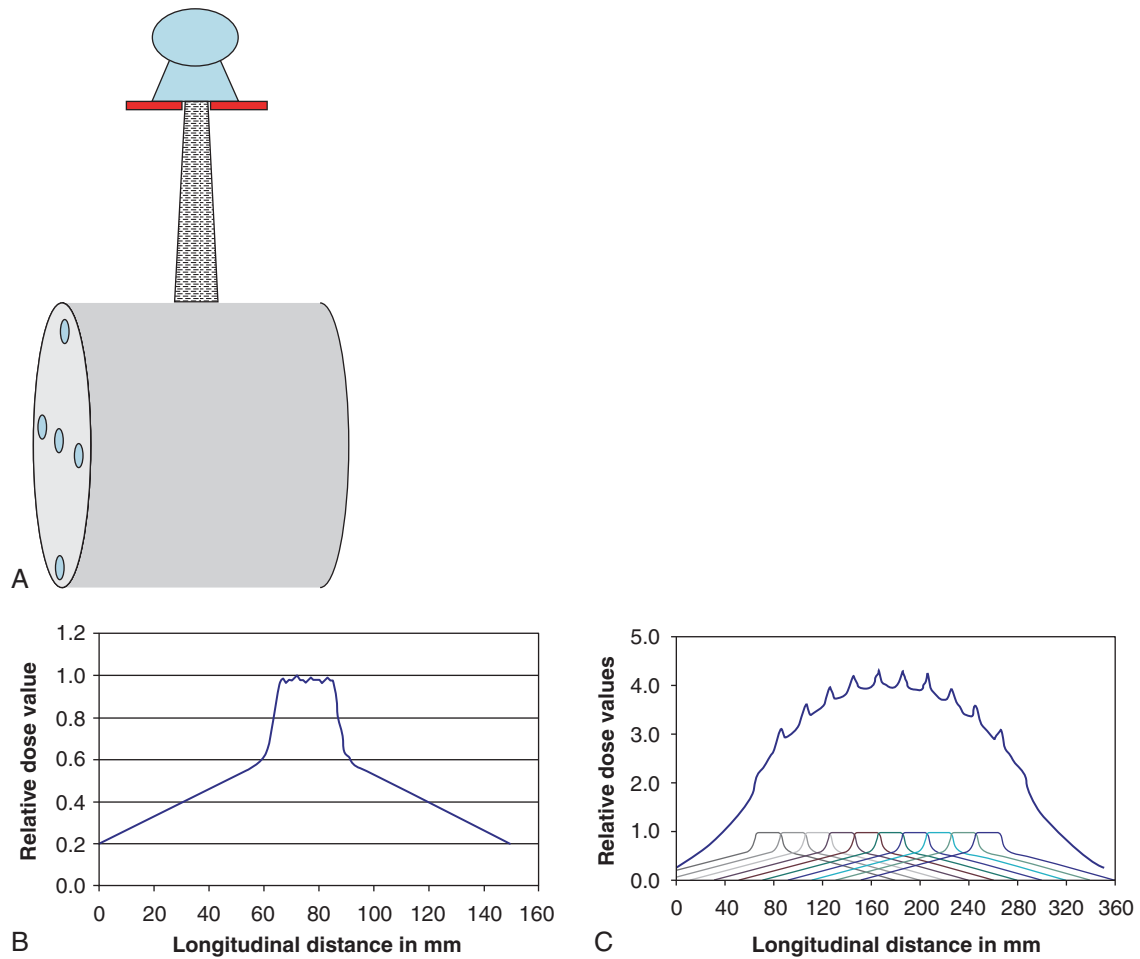 A
1.2
1.0
0.8
0.6
0.4
0.2
0.0
Relative dose value
0 20 40 60 80 100 120 140 160
Longitudinal distance in mm
B
5.0
4.0
3.0
2.0
1.0
0.0
Relative dose values
0 40 80 120 160 200 240 280 320 360
Longitudinal distance in mm
C